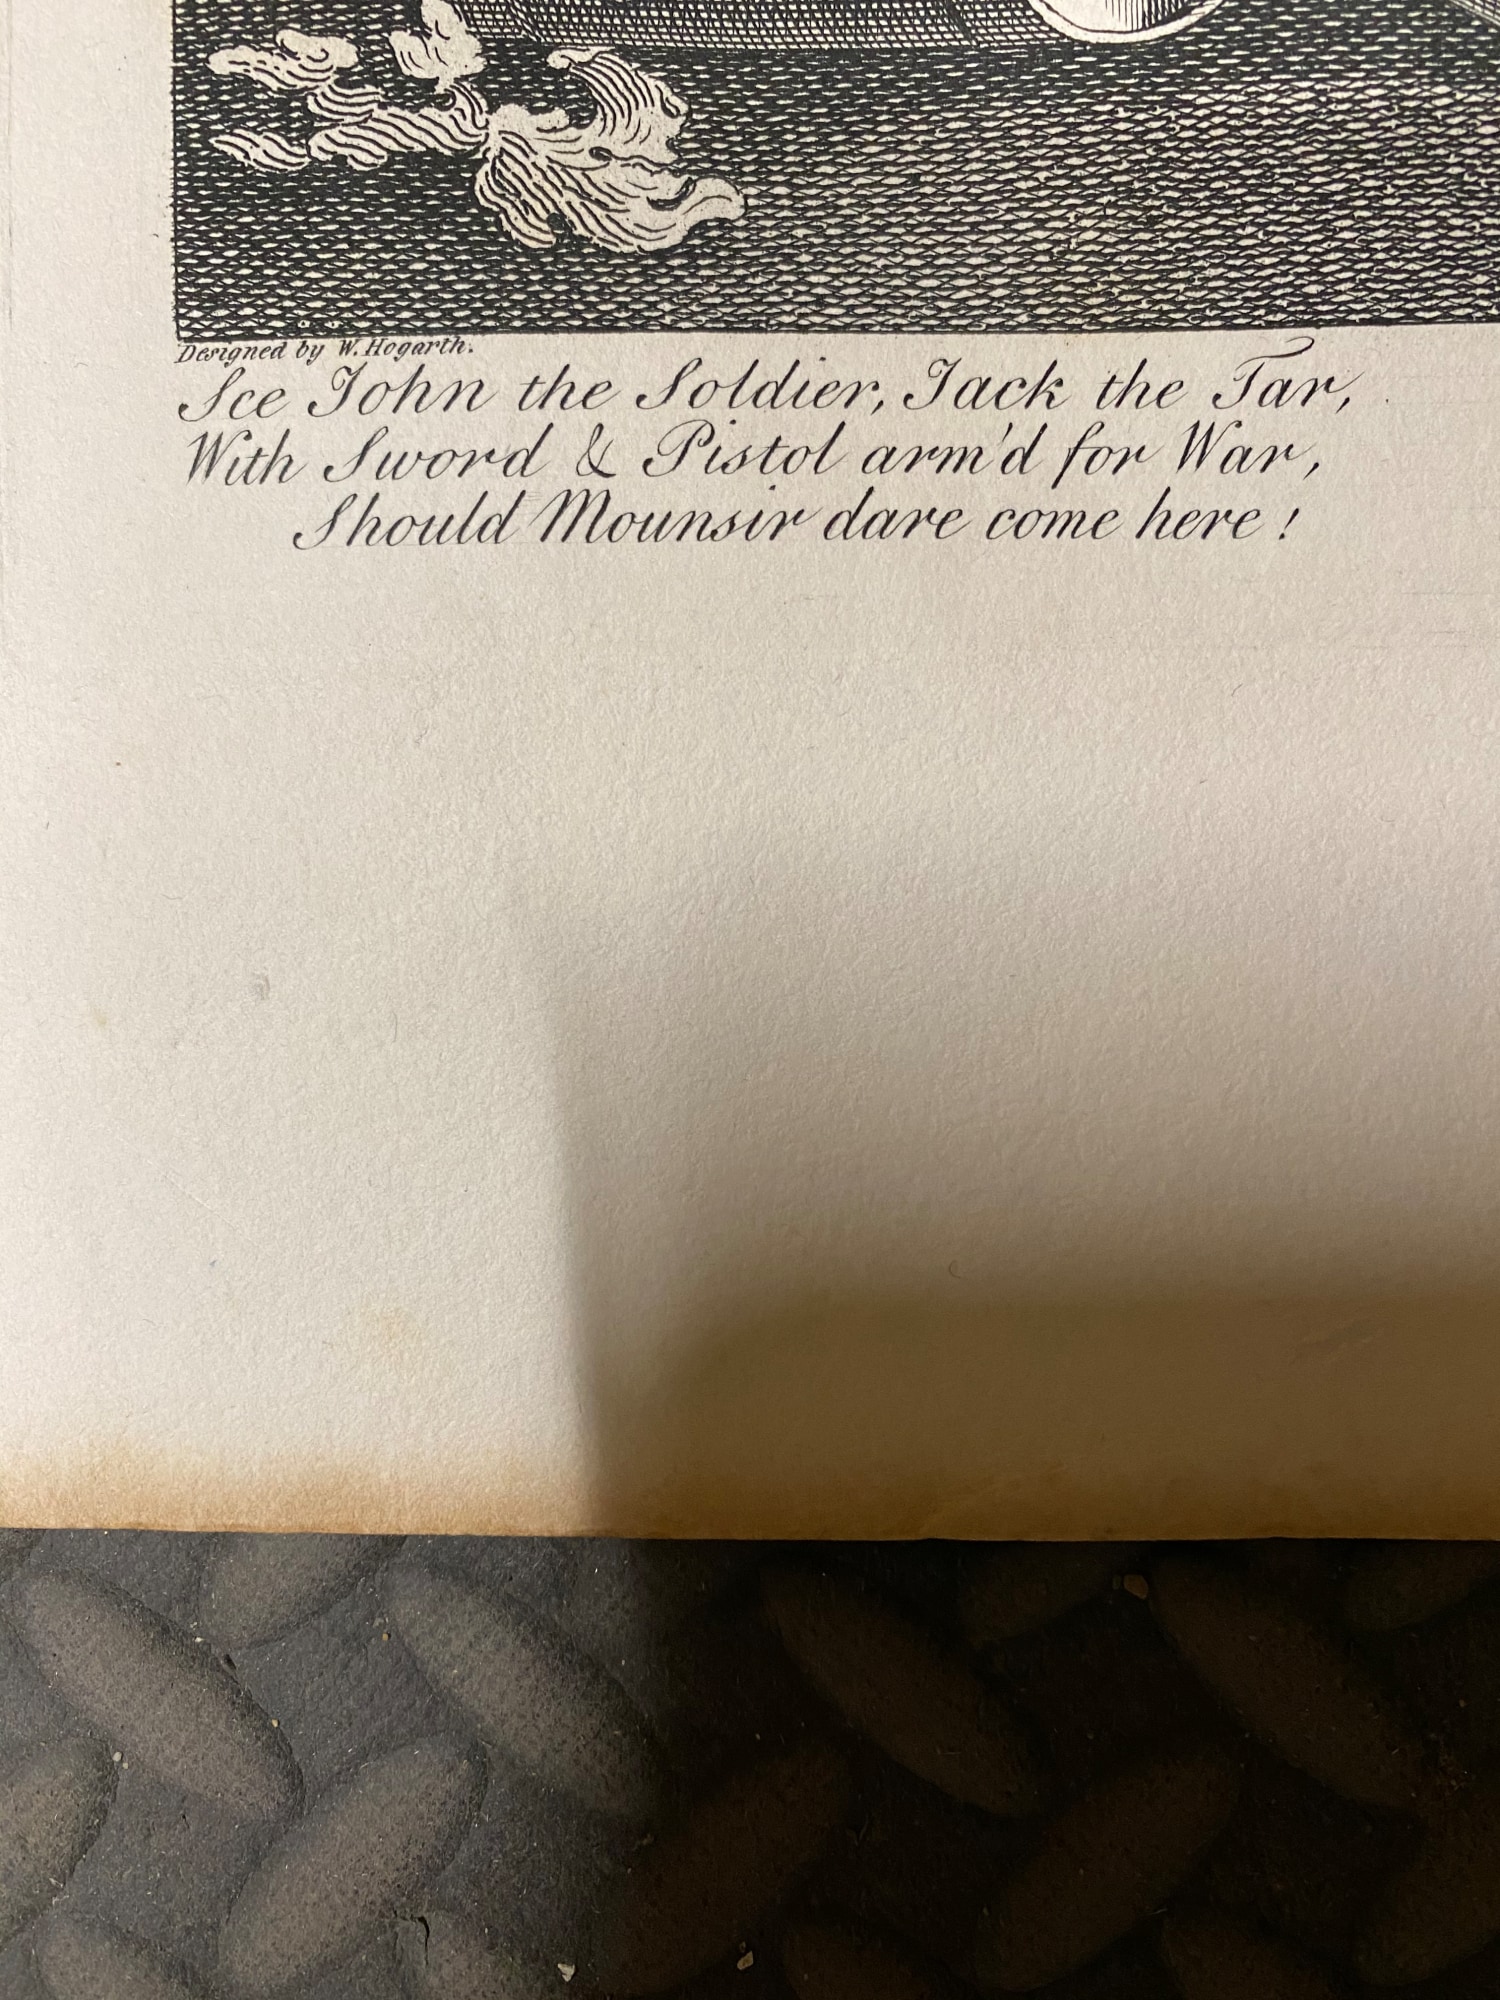 Designed by W. Hogarth.
See John the Soldier, Jack the Tar,
With Sword & Pistol arm'd for War,
Should Mounsir dare come here!